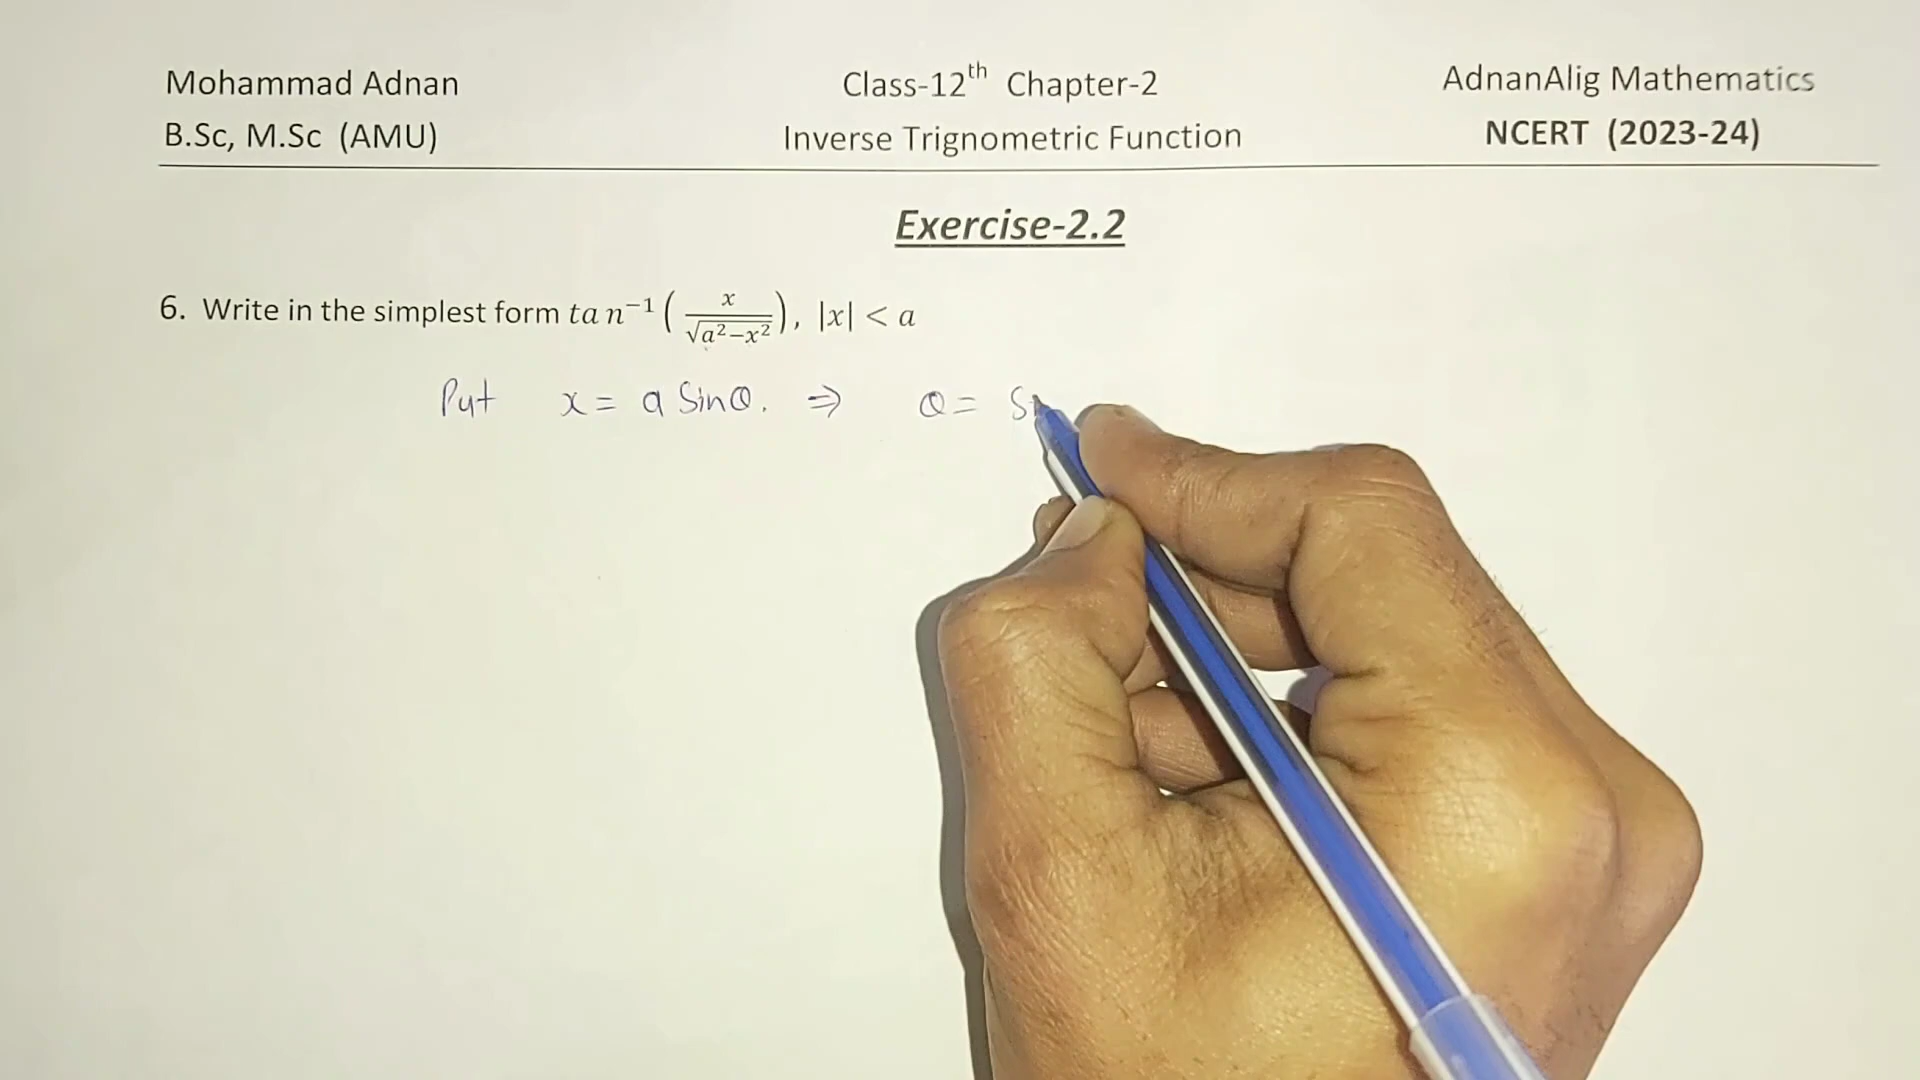 Mohammad Adnan
B.Sc, M.Sc (AMU)
Class-12th Chapter-2
Inverse Trignometric Function
AdnanAlig Mathematics
NCERT (2023-24)
Exercise-2.2
6. Write in the simplest form tan⁻¹(x/√(a²−x²)), |x| < a
Put x = a Sinθ. ⇒ θ = S